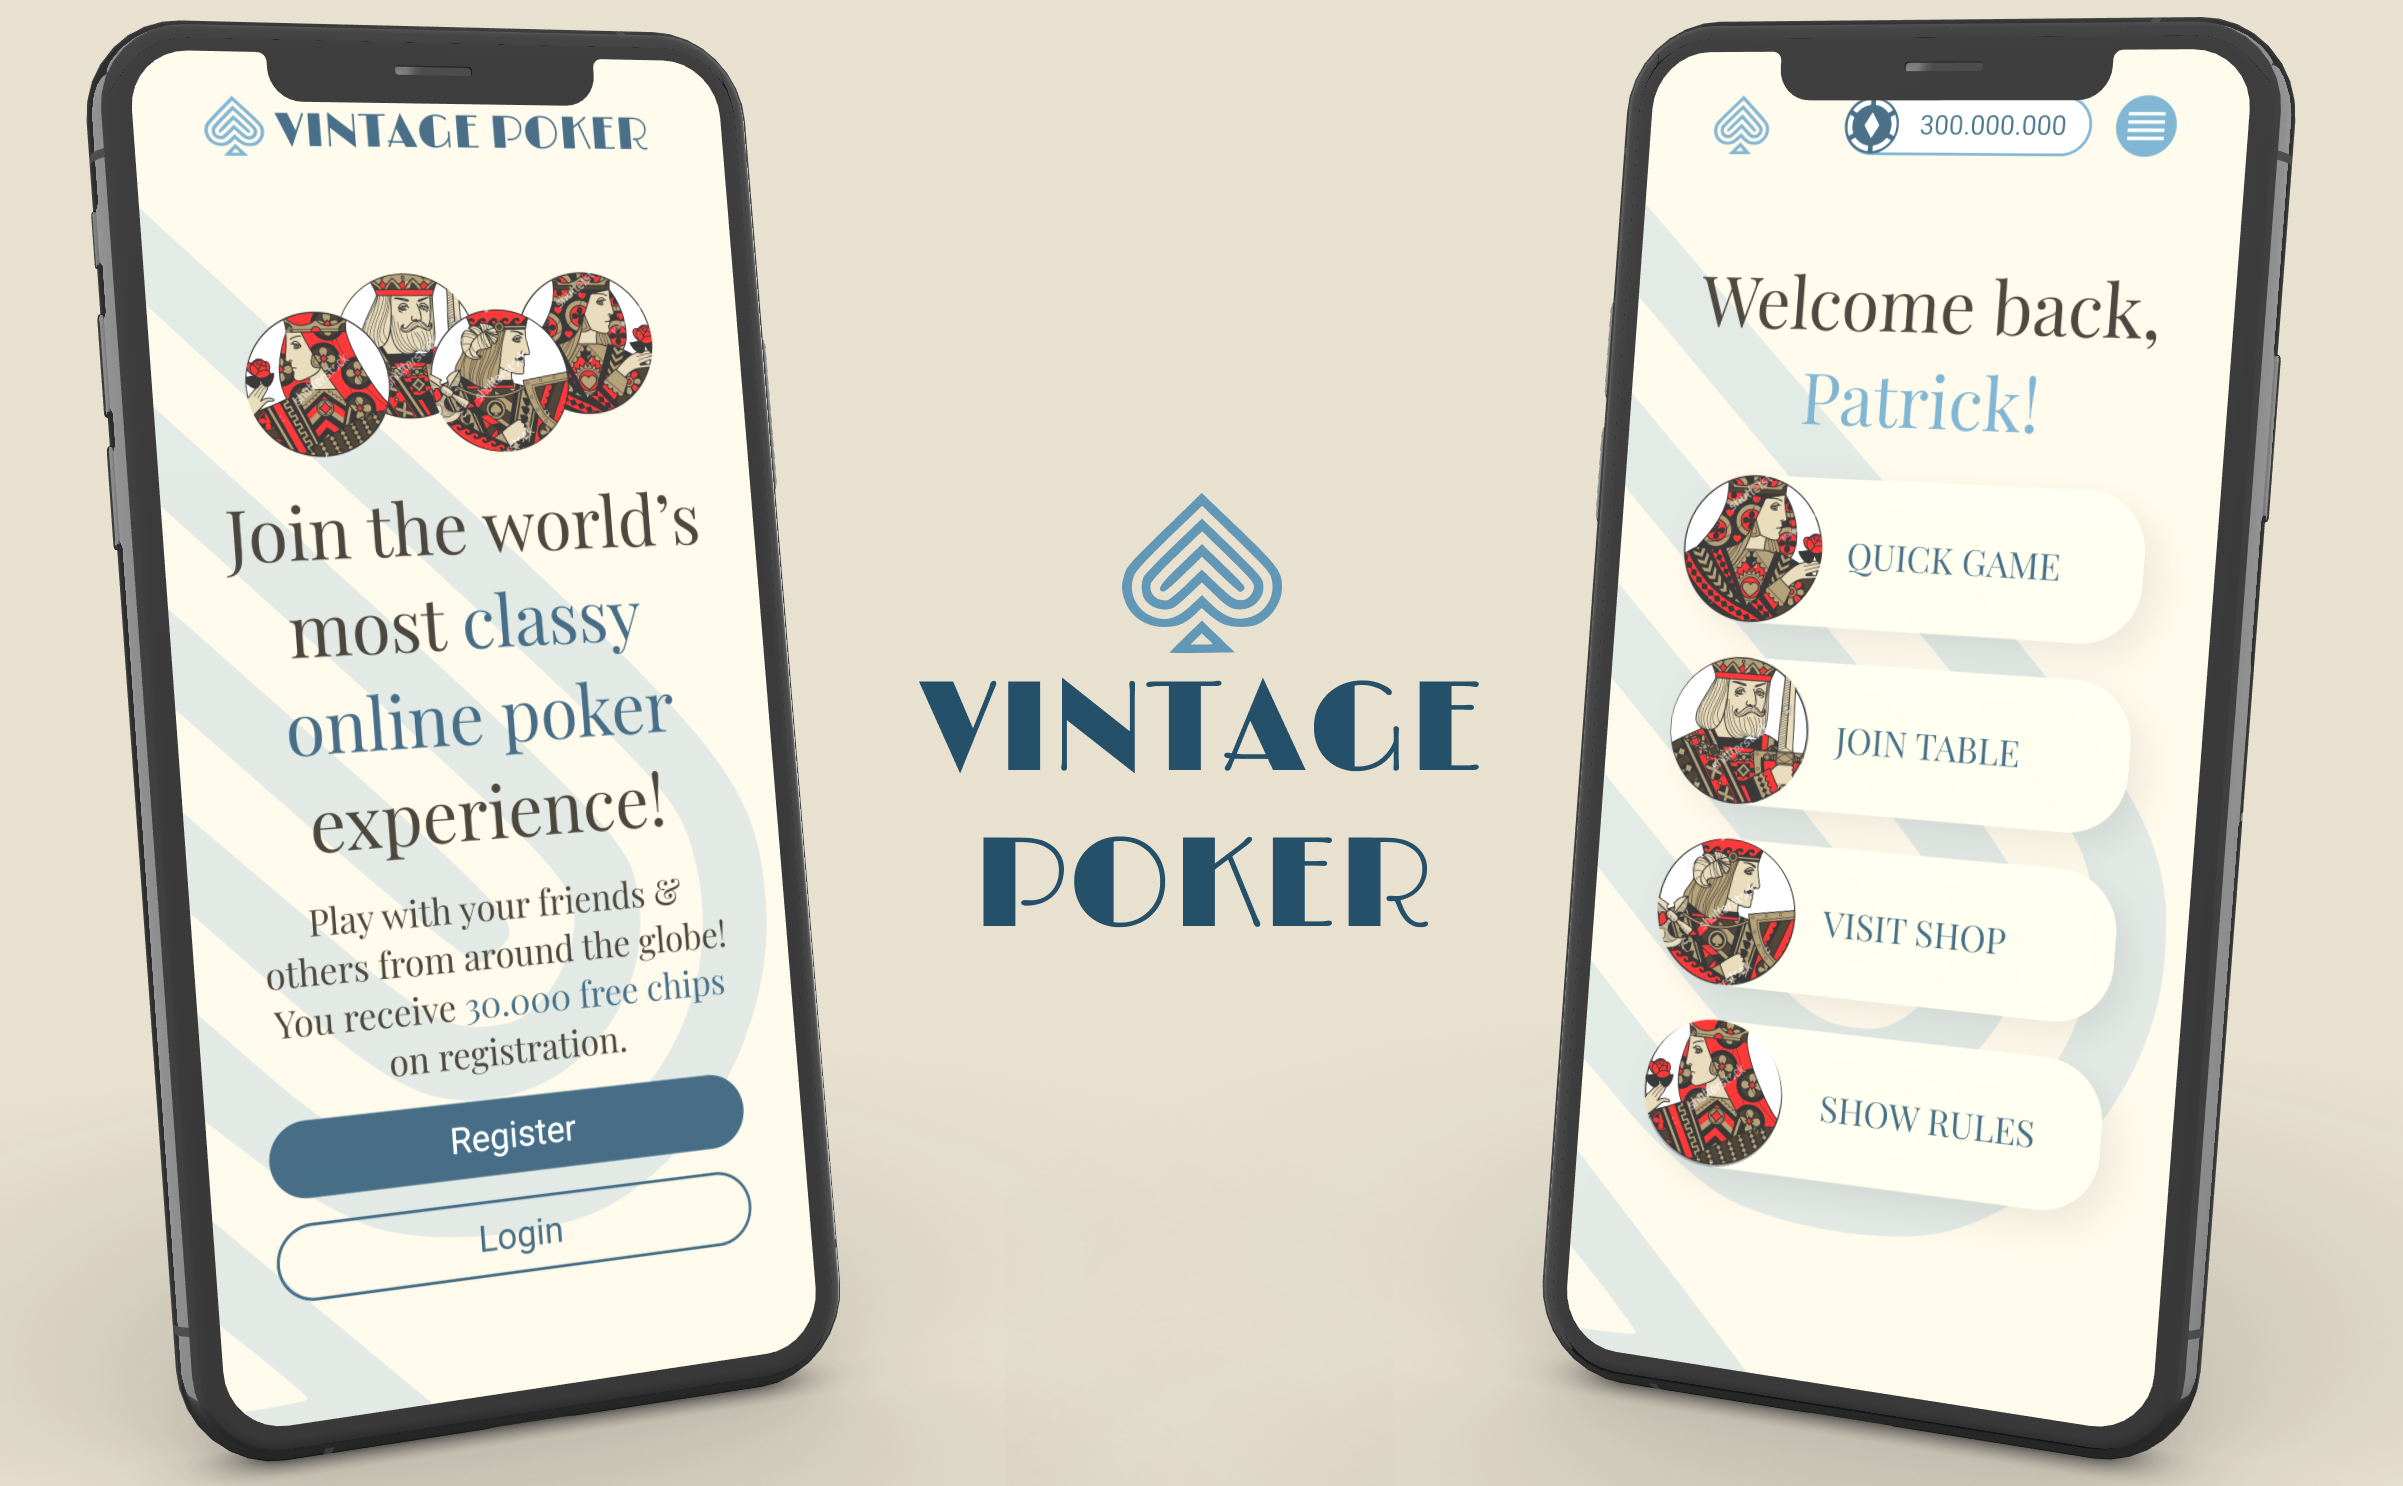 VINTAGE POKER
Join the world's
most classy
online poker
experience!
Play with your friends &
others from around the globe!
You receive 30.000 free chips
on registration.
Register
Login
VINTAGE
POKER
300.000.000
Welcome back,
Patrick!
QUICK GAME
JOIN TABLE
VISIT SHOP
SHOW RULES